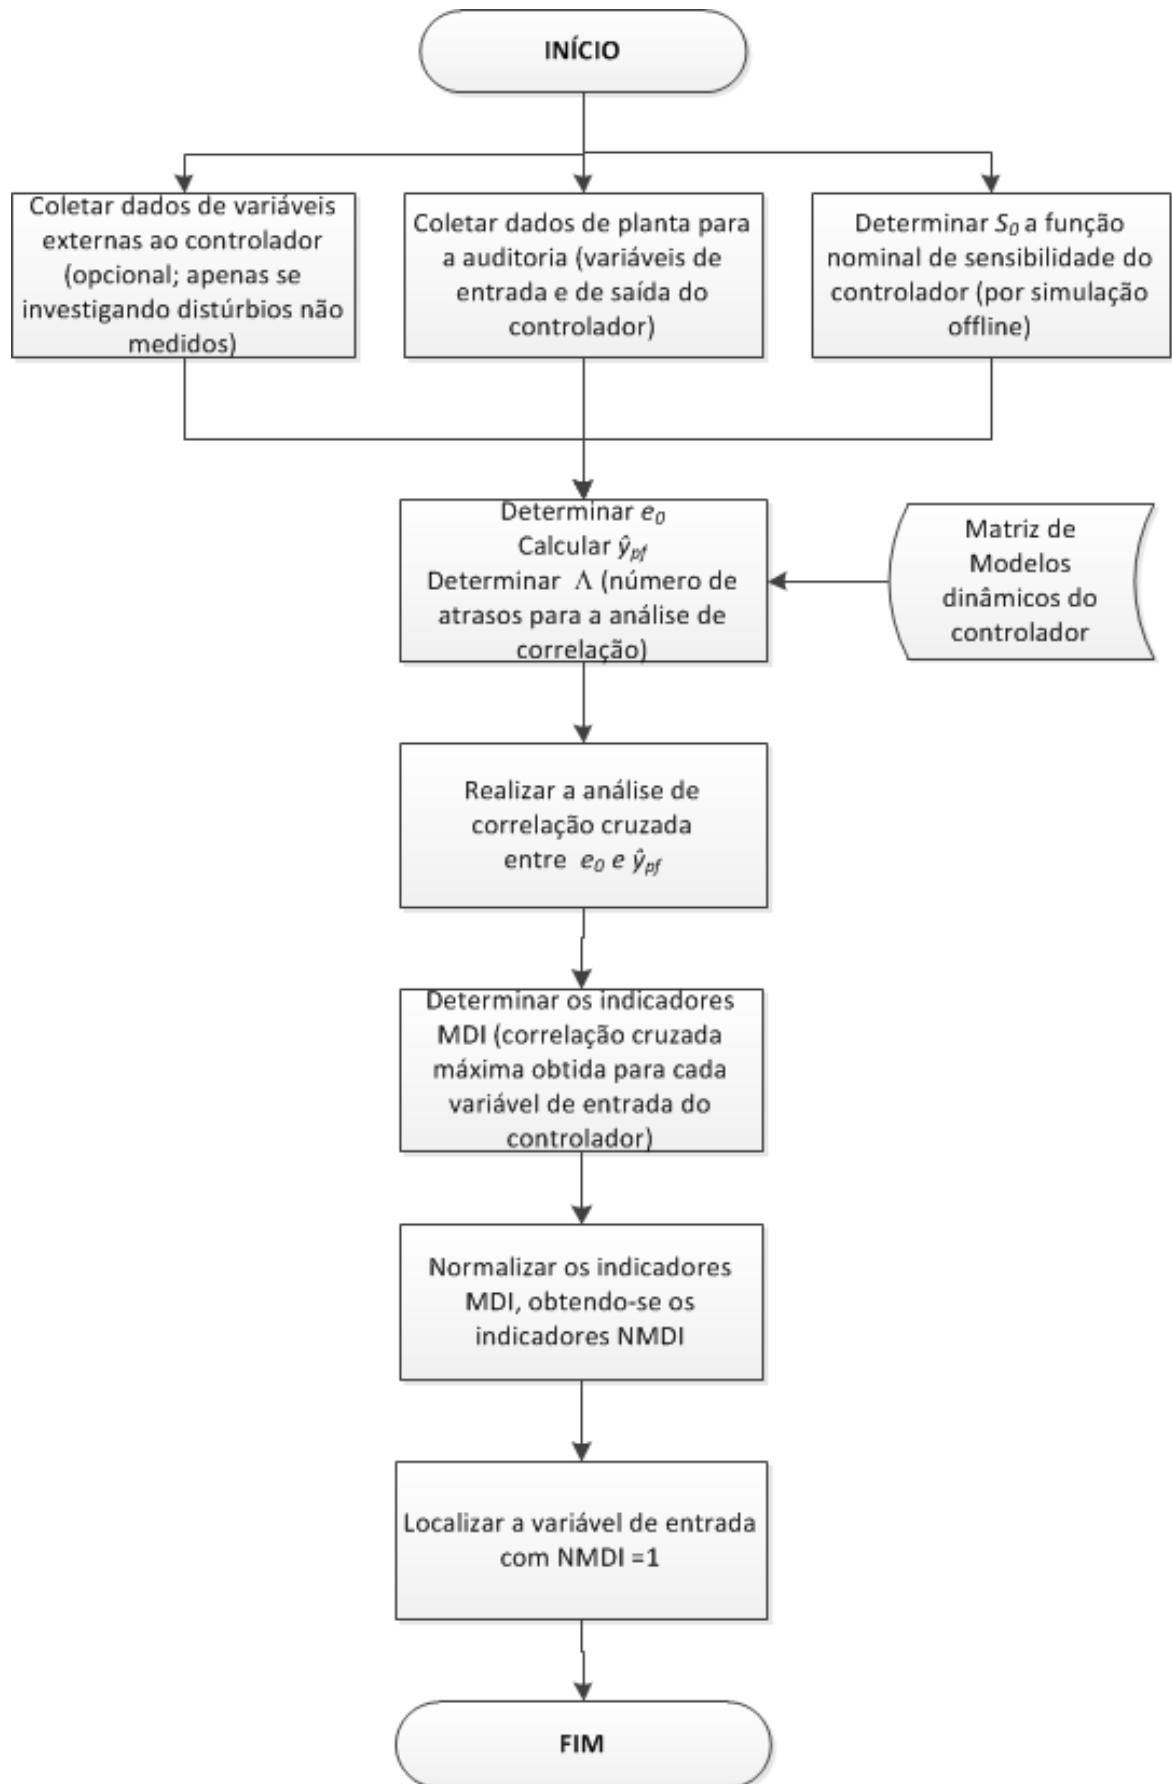 INÍCIO
Coletar dados de variáveis
externas ao controlador
(opcional; apenas se
investigando distúrbios não
medidos)
Coletar dados de planta para
a auditoria (variáveis de
entrada e de saída do
controlador)
Determinar S₀ a função
nominal de sensibilidade do
controlador (por simulação
offline)
Determinar e₀
Calcular ŷpf
Determinar Λ (número de
atrasos para a análise de
correlação)
Matriz de
Modelos
dinâmicos do
controlador
Realizar a análise de
correlação cruzada
entre e₀ e ŷpf
Determinar os indicadores
MDI (correlação cruzada
máxima obtida para cada
variável de entrada do
controlador)
Normalizar os indicadores
MDI, obtendo-se os
indicadores NMDI
Localizar a variável de entrada
com NMDI =1
FIM